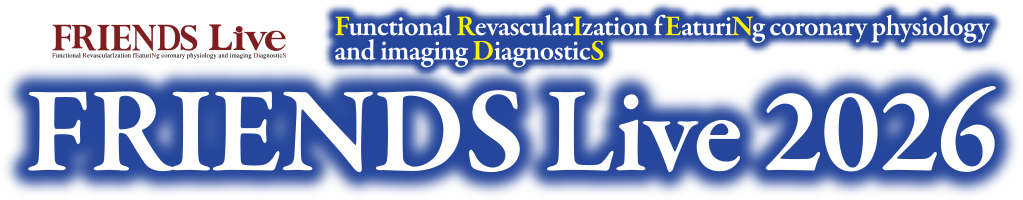 FRIENDS Live
Functional RevascularIzation fEaturiNg coronary physiology and imaging DiagnosticS
Functional RevascularIzation fEaturiNg coronary physiology
and imaging DiagnosticS
FRIENDS Live 2026